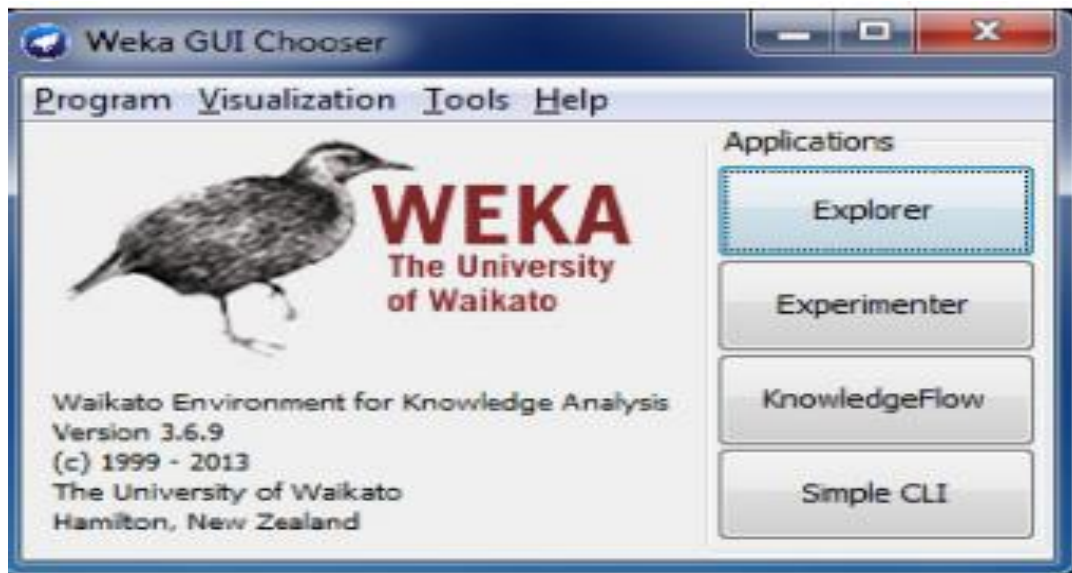 Weka GUI Chooser
Program Visualization Tools Help
WEKA
The University
of Waikato
Waikato Environment for Knowledge Analysis
Version 3.6.9
(c) 1999 - 2013
The University of Waikato
Hamilton, New Zealand
Applications
Explorer
Experimenter
KnowledgeFlow
Simple CLI